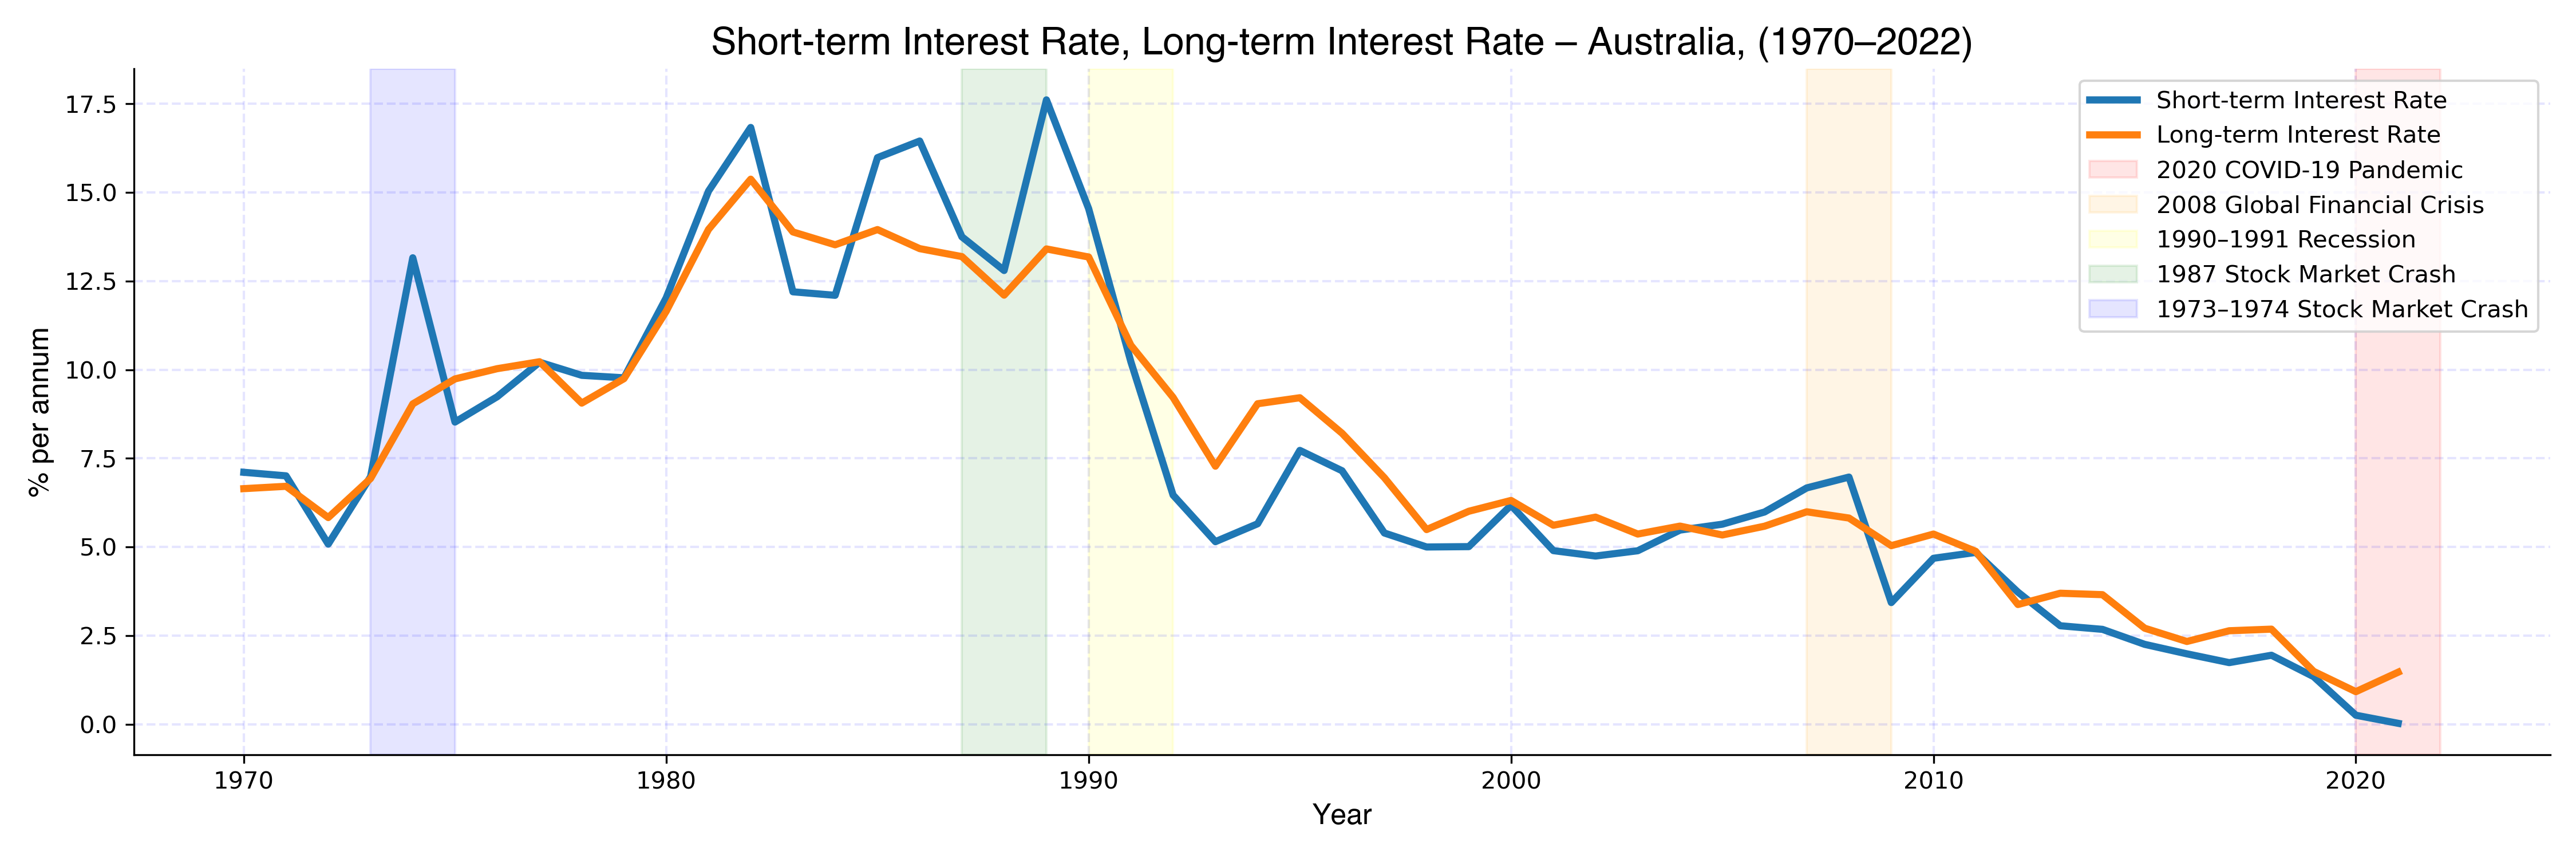 Short-term Interest Rate, Long-term Interest Rate – Australia, (1970–2022)
% per annum
17.5
15.0
12.5
10.0
7.5
5.0
2.5
0.0
Short-term Interest Rate
Long-term Interest Rate
2020 COVID-19 Pandemic
2008 Global Financial Crisis
1990–1991 Recession
1987 Stock Market Crash
1973–1974 Stock Market Crash
1970 1980 1990 2000 2010 2020
Year